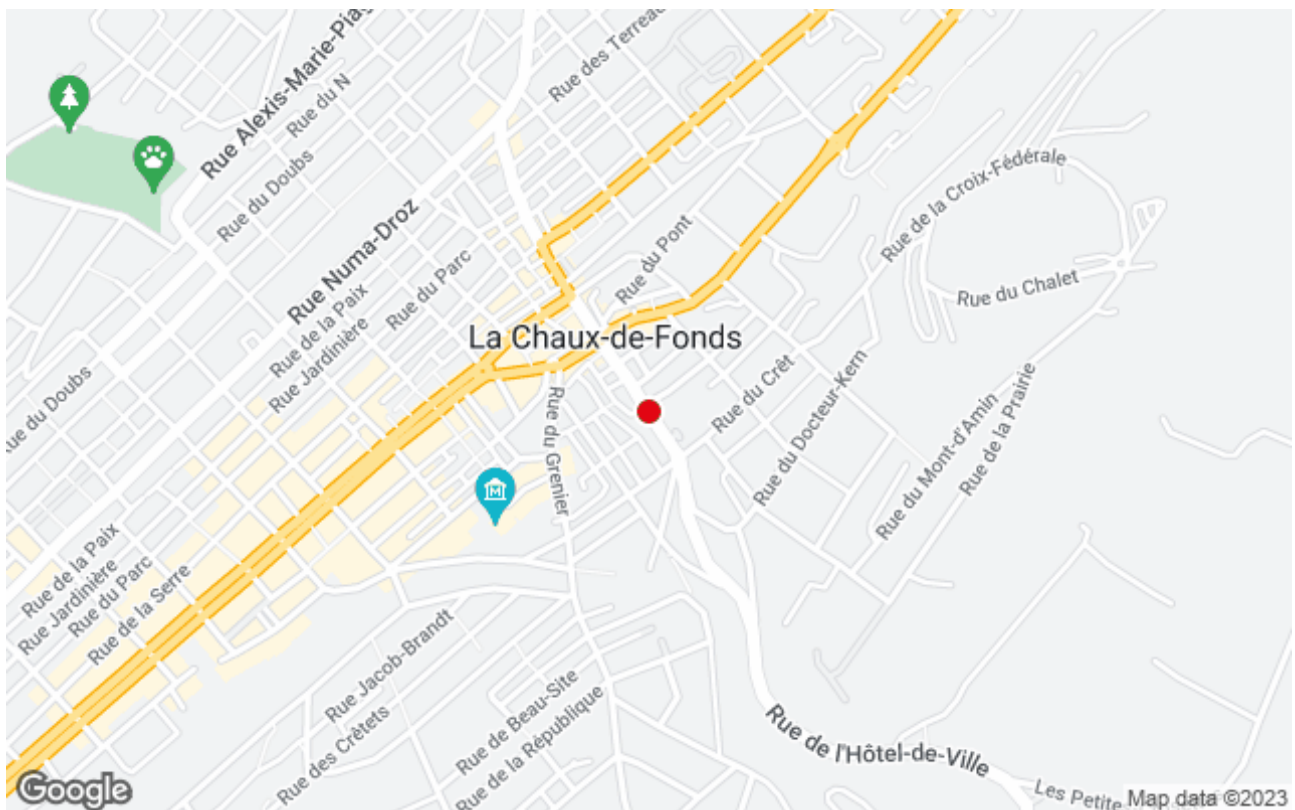 Rue Alexis-Marie-Piag
Rue du N
Rue des Terreau
Rue du Doubs
Rue Numa-Droz
Rue du Parc
Rue du Pont
Rue de la Croix-Fédérale
Rue du Chalet
Rue de la Paix
Rue Jardinière
La Chaux-de-Fonds
Rue du Doubs
Rue du Grenier
Rue du Crêt
Rue du Docteur-Kern
Rue du Mont-d'Amin
Rue de la Prairie
M
Rue de la Paix
Rue Jardinière
Rue du Parc
Rue de la Serre
Rue Jacob-Brandt
Rue des Crêtets
Rue de Beau-Site
Rue de la République
Rue de l'Hôtel-de-Ville
Les Petite
Google
Map data ©2023